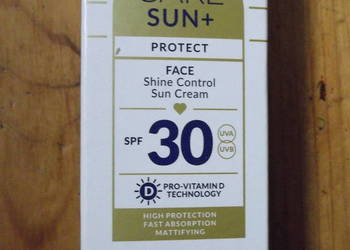 CARE
SUN+
PROTECT
FACE
Shine Control
Sun Cream
SPF 30 UVA
UVB
D PRO-VITAMIN D
TECHNOLOGY
HIGH PROTECTION
FAST ABSORPTION
MATTIFYING